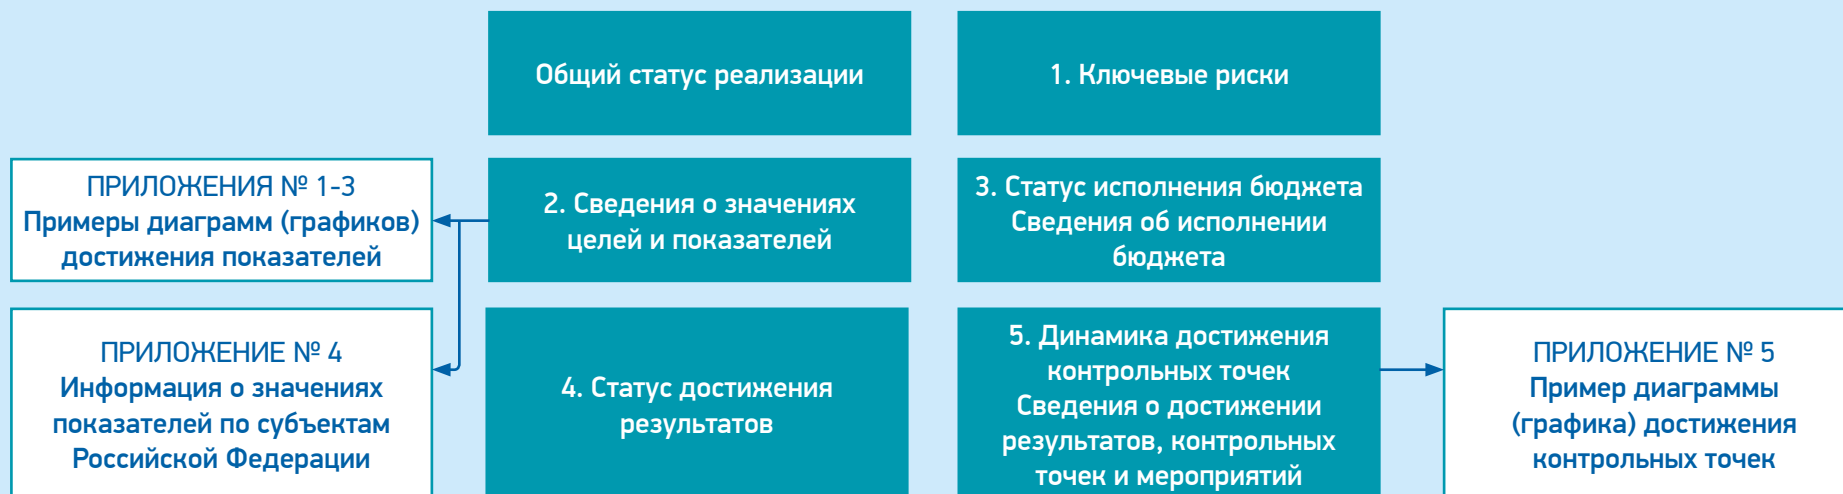 Общий статус реализации
1. Ключевые риски
ПРИЛОЖЕНИЯ № 1-3
Примеры диаграмм (графиков)
достижения показателей
2. Сведения о значениях
целей и показателей
3. Статус исполнения бюджета
Сведения об исполнении
бюджета
ПРИЛОЖЕНИЕ № 4
Информация о значениях
показателей по субъектам
Российской Федерации
4. Статус достижения
результатов
5. Динамика достижения
контрольных точек
Сведения о достижении
результатов, контрольных
точек и мероприятий
ПРИЛОЖЕНИЕ № 5
Пример диаграммы
(графика) достижения
контрольных точек